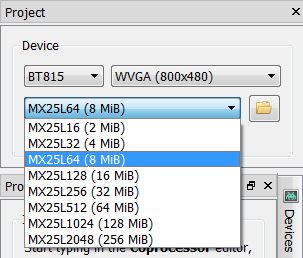 Project
Device
BT815
WVGA (800x480)
MX25L64 (8 MiB)
MX25L16 (2 MiB)
MX25L32 (4 MiB)
MX25L64 (8 MiB)
MX25L128 (16 MiB)
MX25L256 (32 MiB)
MX25L512 (64 MiB)
MX25L1024 (128 MiB)
MX25L2048 (256 MiB)
Pro
Devices
Start typing in the Coprocessor editor,